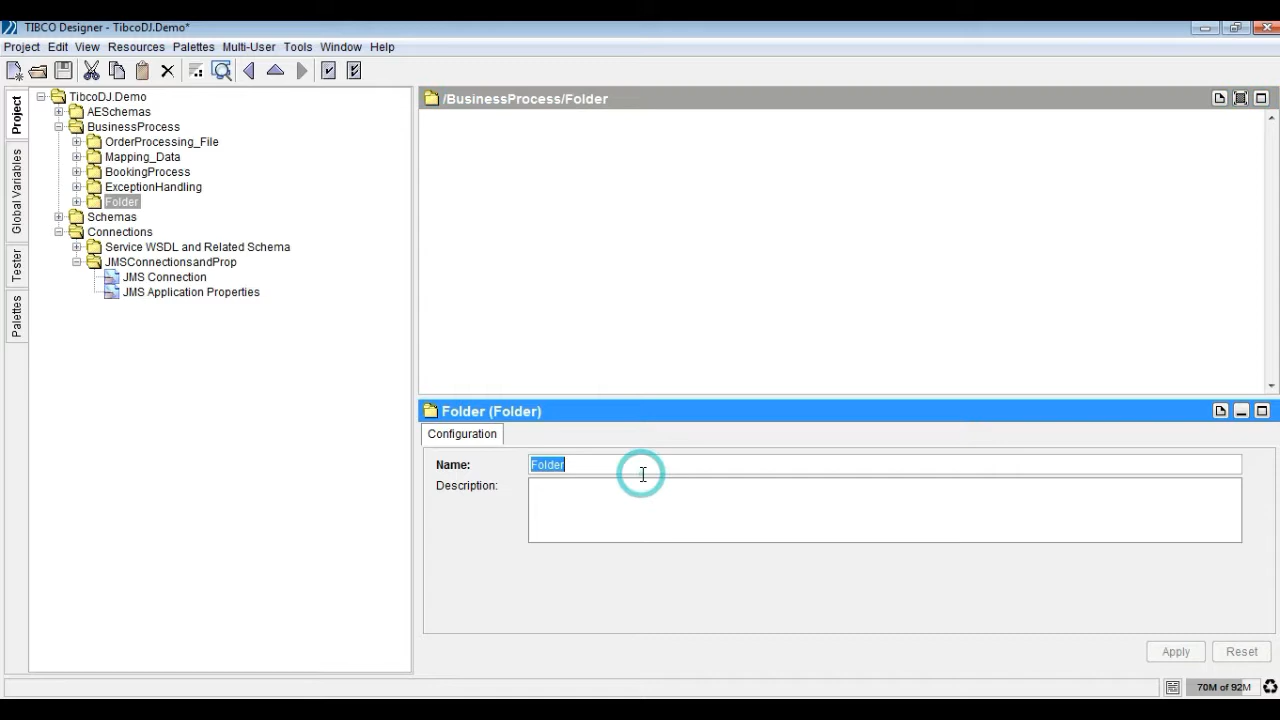 TIBCO Designer - TibcoDJ.Demo*
Project Edit View Resources Palettes Multi-User Tools Window Help
Project
Global Variables
Tester
Palettes
TibcoDJ.Demo
AESchemas
BusinessProcess
OrderProcessing_File
Mapping_Data
BookingProcess
ExceptionHandling
Folder
Schemas
Connections
Service WSDL and Related Schema
JMSConnectionsandProp
JMS Connection
JMS Application Properties
/BusinessProcess/Folder
Folder (Folder)
Configuration
Name: Folder
Description:
Apply Reset
70M of 92M